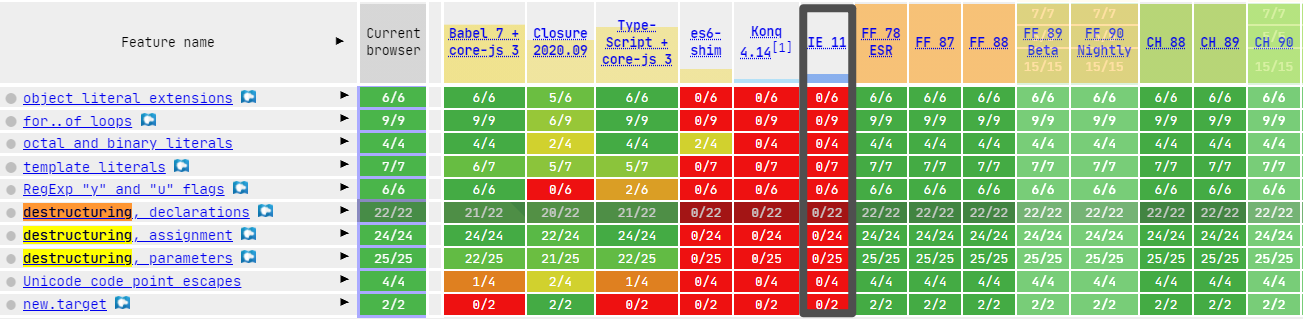 Feature name ► Current browser Babel 7 + core-js 3 Closure 2020.09 Type-Script + core-js 3 es6-shim Konq 4.14[1] IE 11 FF 78 ESR FF 87 FF 88 7/7 FF 89 Beta 15/15 7/7 FF 90 Nightly 15/15 CH 88 CH 89 7/7 CH 90 15/15
object literal extensions ► 6/6 6/6 5/6 6/6 0/6 0/6 0/6 6/6 6/6 6/6 6/6 6/6 6/6 6/6 6/6
for..of loops ► 9/9 9/9 6/9 9/9 0/9 0/9 0/9 9/9 9/9 9/9 9/9 9/9 9/9 9/9 9/9
octal and binary literals ► 4/4 4/4 2/4 4/4 2/4 0/4 0/4 4/4 4/4 4/4 4/4 4/4 4/4 4/4 4/4
template literals ► 7/7 6/7 5/7 5/7 0/7 0/7 0/7 7/7 7/7 7/7 7/7 7/7 7/7 7/7 7/7
RegExp "y" and "u" flags ► 6/6 6/6 0/6 2/6 0/6 0/6 0/6 6/6 6/6 6/6 6/6 6/6 6/6 6/6 6/6
destructuring, declarations ► 22/22 21/22 20/22 21/22 0/22 0/22 0/22 22/22 22/22 22/22 22/22 22/22 22/22 22/22 22/22
destructuring, assignment ► 24/24 24/24 22/24 24/24 0/24 0/24 0/24 24/24 24/24 24/24 24/24 24/24 24/24 24/24 24/24
destructuring, parameters ► 25/25 22/25 21/25 22/25 0/25 0/25 0/25 25/25 25/25 25/25 25/25 25/25 25/25 25/25 25/25
Unicode code point escapes ► 4/4 1/4 2/4 1/4 0/4 0/4 0/4 4/4 4/4 4/4 4/4 4/4 4/4 4/4 4/4
new.target ► 2/2 0/2 2/2 0/2 0/2 0/2 0/2 2/2 2/2 2/2 2/2 2/2 2/2 2/2 2/2